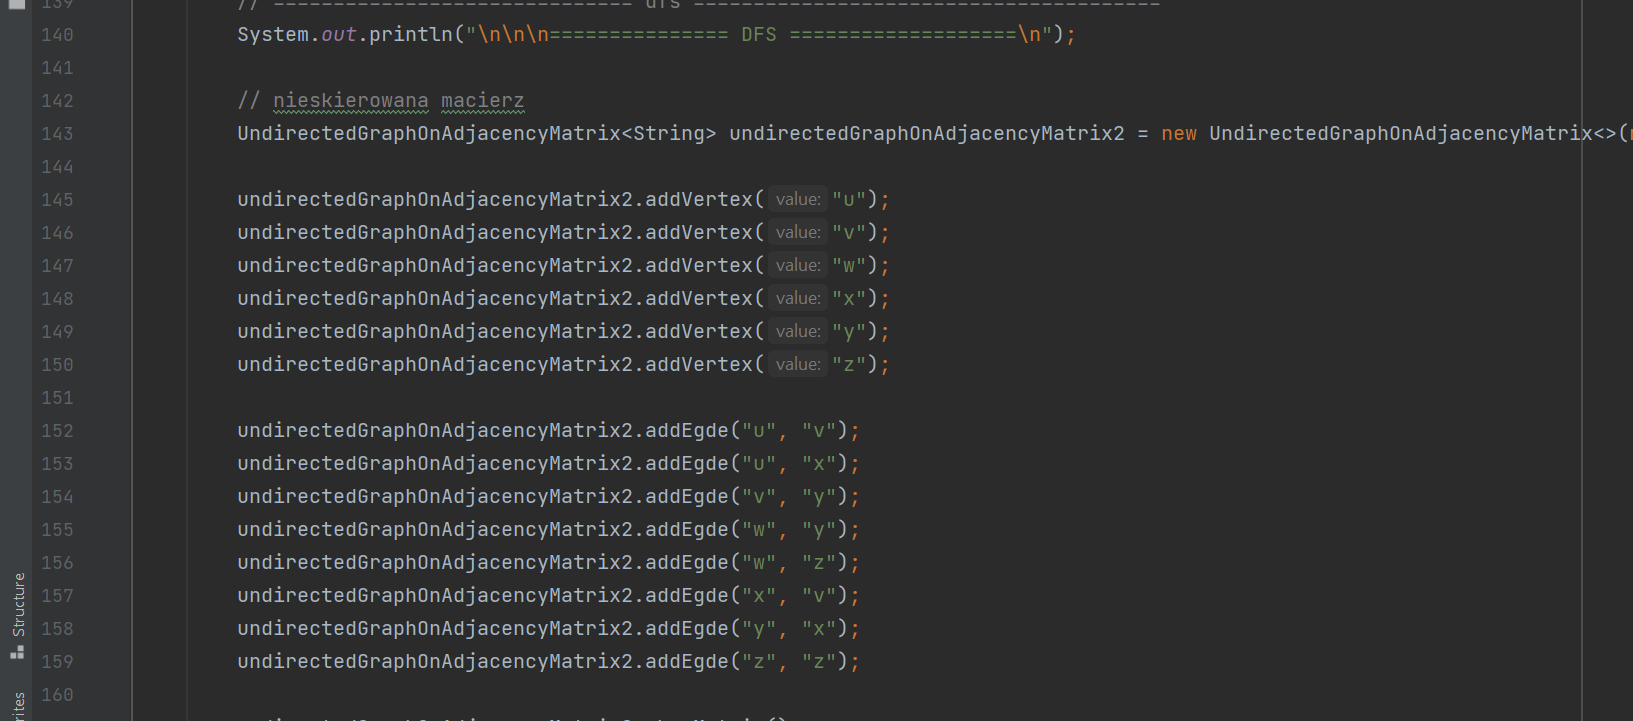 139 // ================================ dfs =======================================
140 System.out.println("\n\n\n=============== DFS ===================\n");
141
142 // nieskierowana macierz
143 UndirectedGraphOnAdjacencyMatrix<String> undirectedGraphOnAdjacencyMatrix2 = new UndirectedGraphOnAdjacencyMatrix<>(
144
145 undirectedGraphOnAdjacencyMatrix2.addVertex( value: "u");
146 undirectedGraphOnAdjacencyMatrix2.addVertex( value: "v");
147 undirectedGraphOnAdjacencyMatrix2.addVertex( value: "w");
148 undirectedGraphOnAdjacencyMatrix2.addVertex( value: "x");
149 undirectedGraphOnAdjacencyMatrix2.addVertex( value: "y");
150 undirectedGraphOnAdjacencyMatrix2.addVertex( value: "z");
151
152 undirectedGraphOnAdjacencyMatrix2.addEgde("u", "v");
153 undirectedGraphOnAdjacencyMatrix2.addEgde("u", "x");
154 undirectedGraphOnAdjacencyMatrix2.addEgde("v", "y");
155 undirectedGraphOnAdjacencyMatrix2.addEgde("w", "y");
156 undirectedGraphOnAdjacencyMatrix2.addEgde("w", "z");
157 undirectedGraphOnAdjacencyMatrix2.addEgde("x", "v");
158 undirectedGraphOnAdjacencyMatrix2.addEgde("y", "x");
159 undirectedGraphOnAdjacencyMatrix2.addEgde("z", "z");
160
Structure
rites